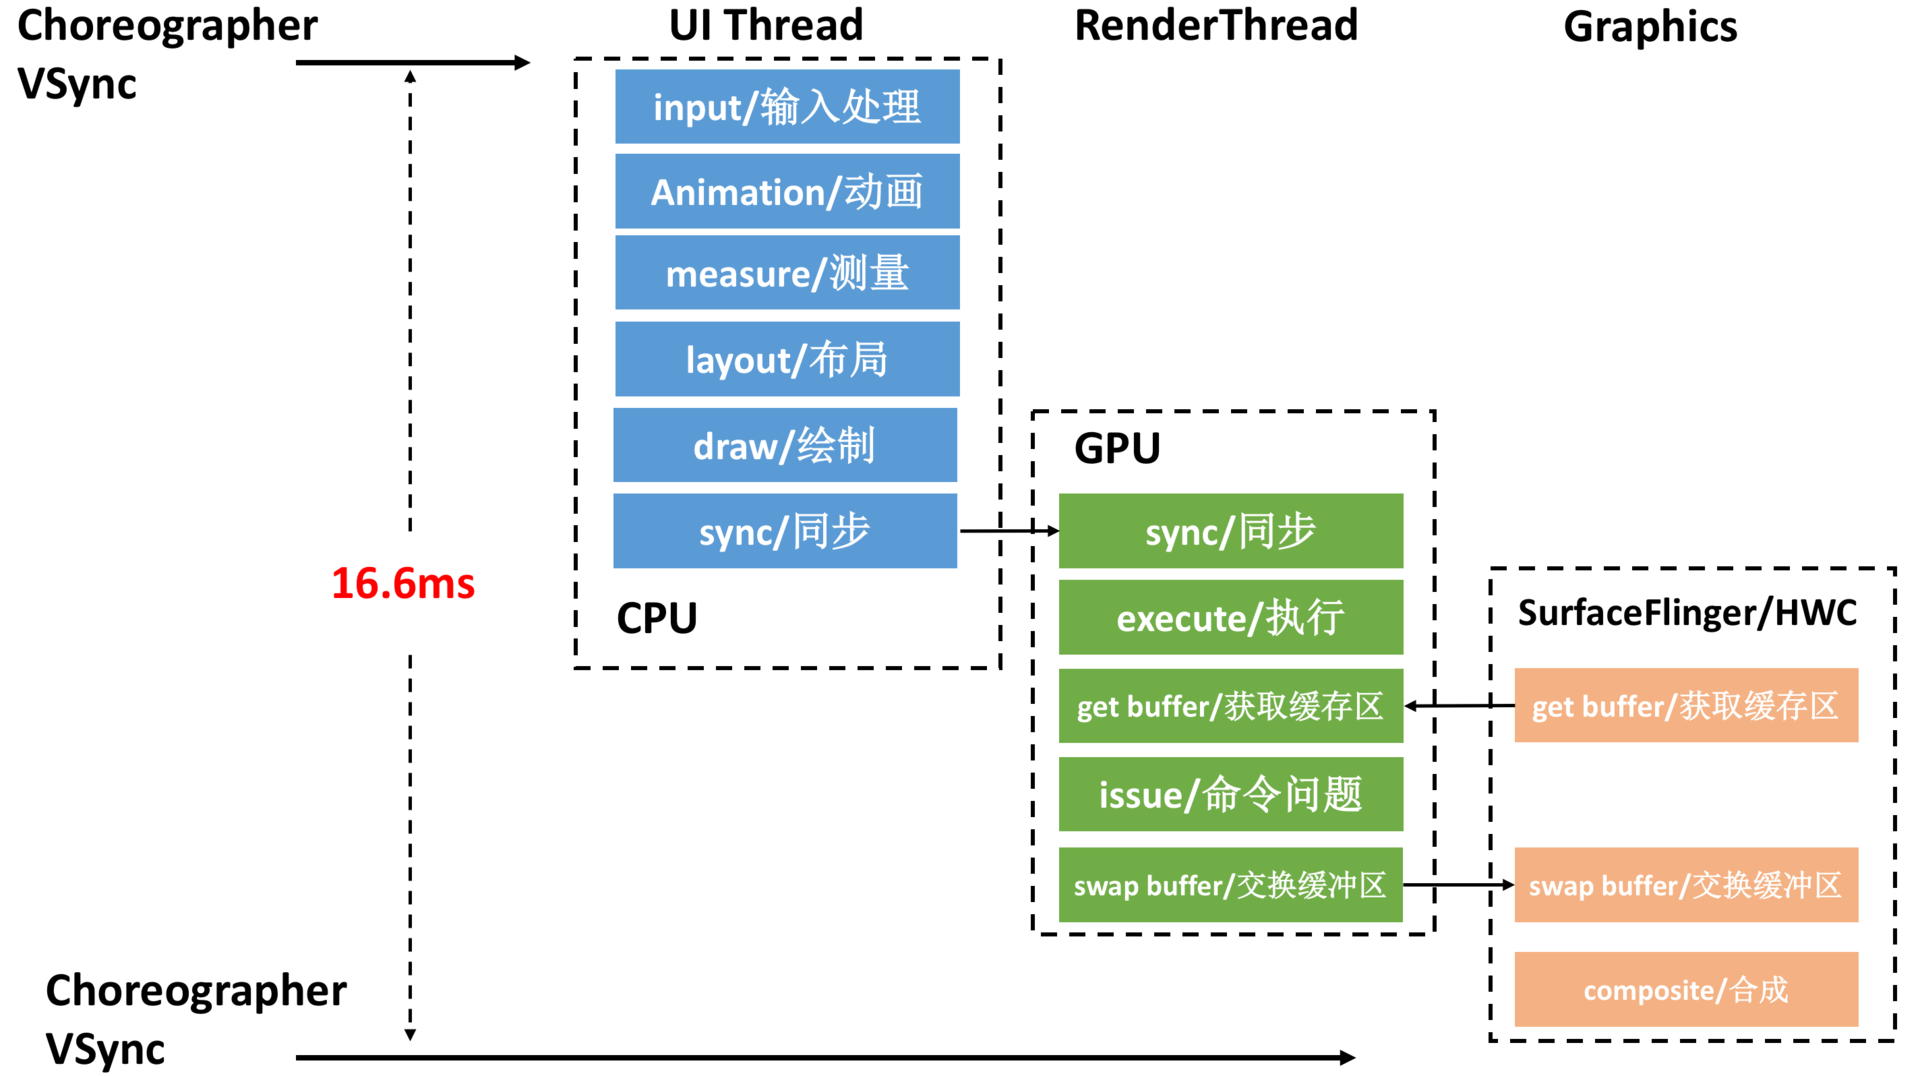 Choreographer
VSync
UI Thread
RenderThread
Graphics
input/输入处理
Animation/动画
measure/测量
layout/布局
draw/绘制
sync/同步
CPU
16.6ms
GPU
sync/同步
execute/执行
get buffer/获取缓存区
issue/命令问题
swap buffer/交换缓冲区
SurfaceFlinger/HWC
get buffer/获取缓存区
swap buffer/交换缓冲区
composite/合成
Choreographer
VSync